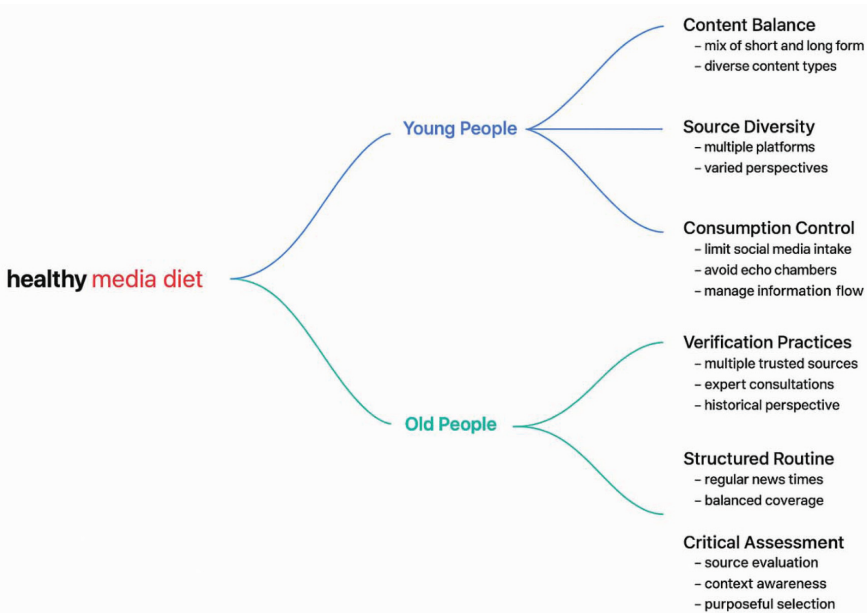 healthy media diet
Young People
Content Balance
– mix of short and long form
– diverse content types
Source Diversity
– multiple platforms
– varied perspectives
Consumption Control
– limit social media intake
– avoid echo chambers
– manage information flow
Old People
Verification Practices
– multiple trusted sources
– expert consultations
– historical perspective
Structured Routine
– regular news times
– balanced coverage
Critical Assessment
– source evaluation
– context awareness
– purposeful selection